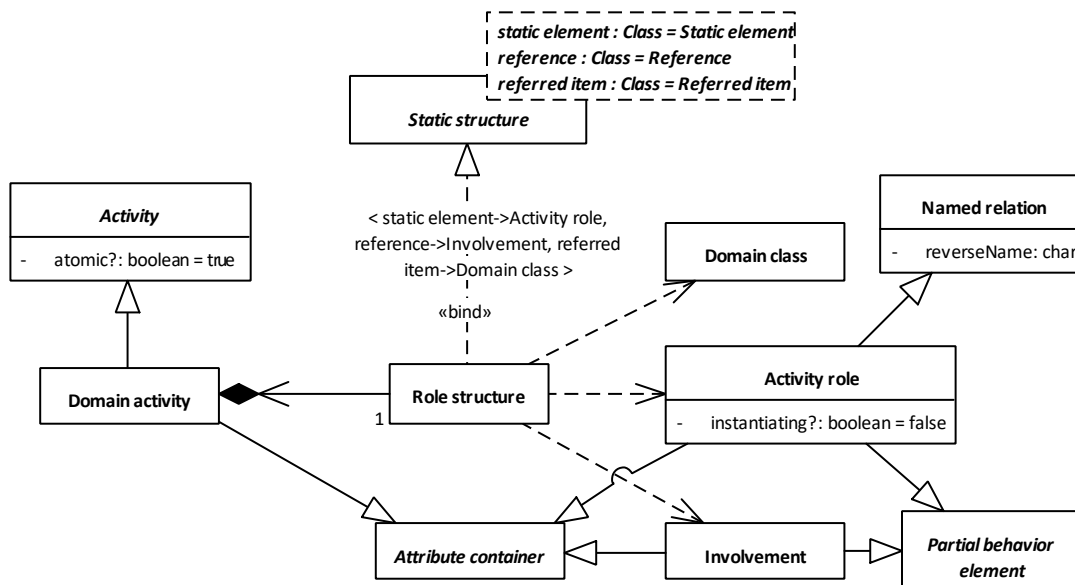 static element : Class = Static element
reference : Class = Reference
referred item : Class = Referred item
Static structure
Activity
- atomic?: boolean = true
< static element->Activity role,
reference->Involvement, referred
item->Domain class >
«bind»
Domain class
Named relation
- reverseName: char
Domain activity
1
Role structure
Activity role
- instantiating?: boolean = false
Attribute container
Involvement
Partial behavior
element